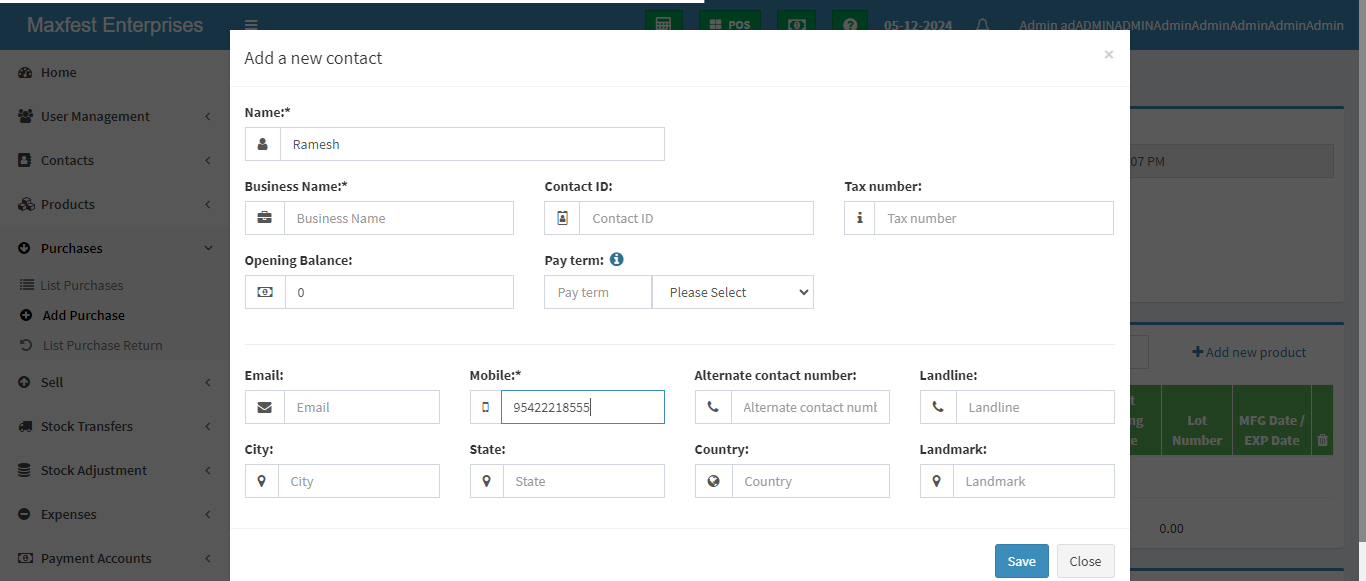 Maxfest Enterprises
POS
05-12-2024
Admin adADMINADMINAdminAdminAdminAdminAdmin
Home
User Management
Contacts
Products
Purchases
List Purchases
Add Purchase
List Purchase Return
Sell
Stock Transfers
Stock Adjustment
Expenses
Payment Accounts
Add a new contact
×
Name:*
Ramesh
Business Name:* Contact ID: Tax number:
Business Name Contact ID Tax number
Opening Balance: Pay term:
0 Pay term Please Select
Email: Mobile:* Alternate contact number: Landline:
Email 95422218555 Alternate contact numb Landline
City: State: Country: Landmark:
City State Country Landmark
Save Close
07 PM
Add new product
Lot
Number
MFG Date /
EXP Date
0.00